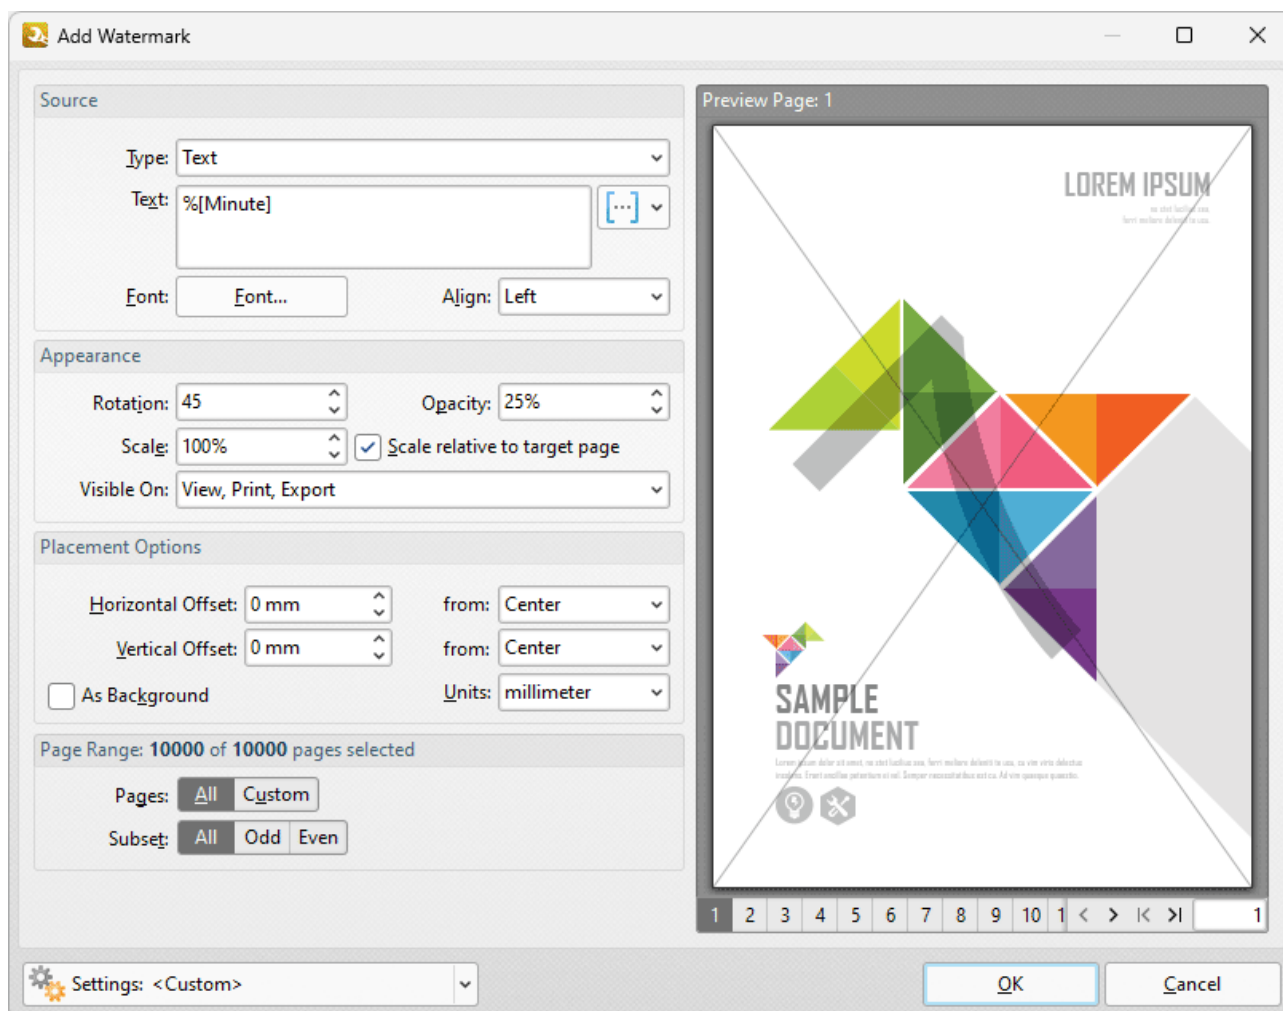 Add Watermark
Source
Type: Text
Text: %[Minute]
Font: Font... Align: Left
Appearance
Rotation: 45 Opacity: 25%
Scale: 100% Scale relative to target page
Visible On: View, Print, Export
Placement Options
Horizontal Offset: 0 mm from: Center
Vertical Offset: 0 mm from: Center
As Background Units: millimeter
Page Range: 10000 of 10000 pages selected
Pages: All Custom
Subset: All Odd Even
Preview Page: 1
LOREM IPSUM
SAMPLE
DOCUMENT
1 2 3 4 5 6 7 8 9 10 1 1
Settings: <Custom>
OK Cancel